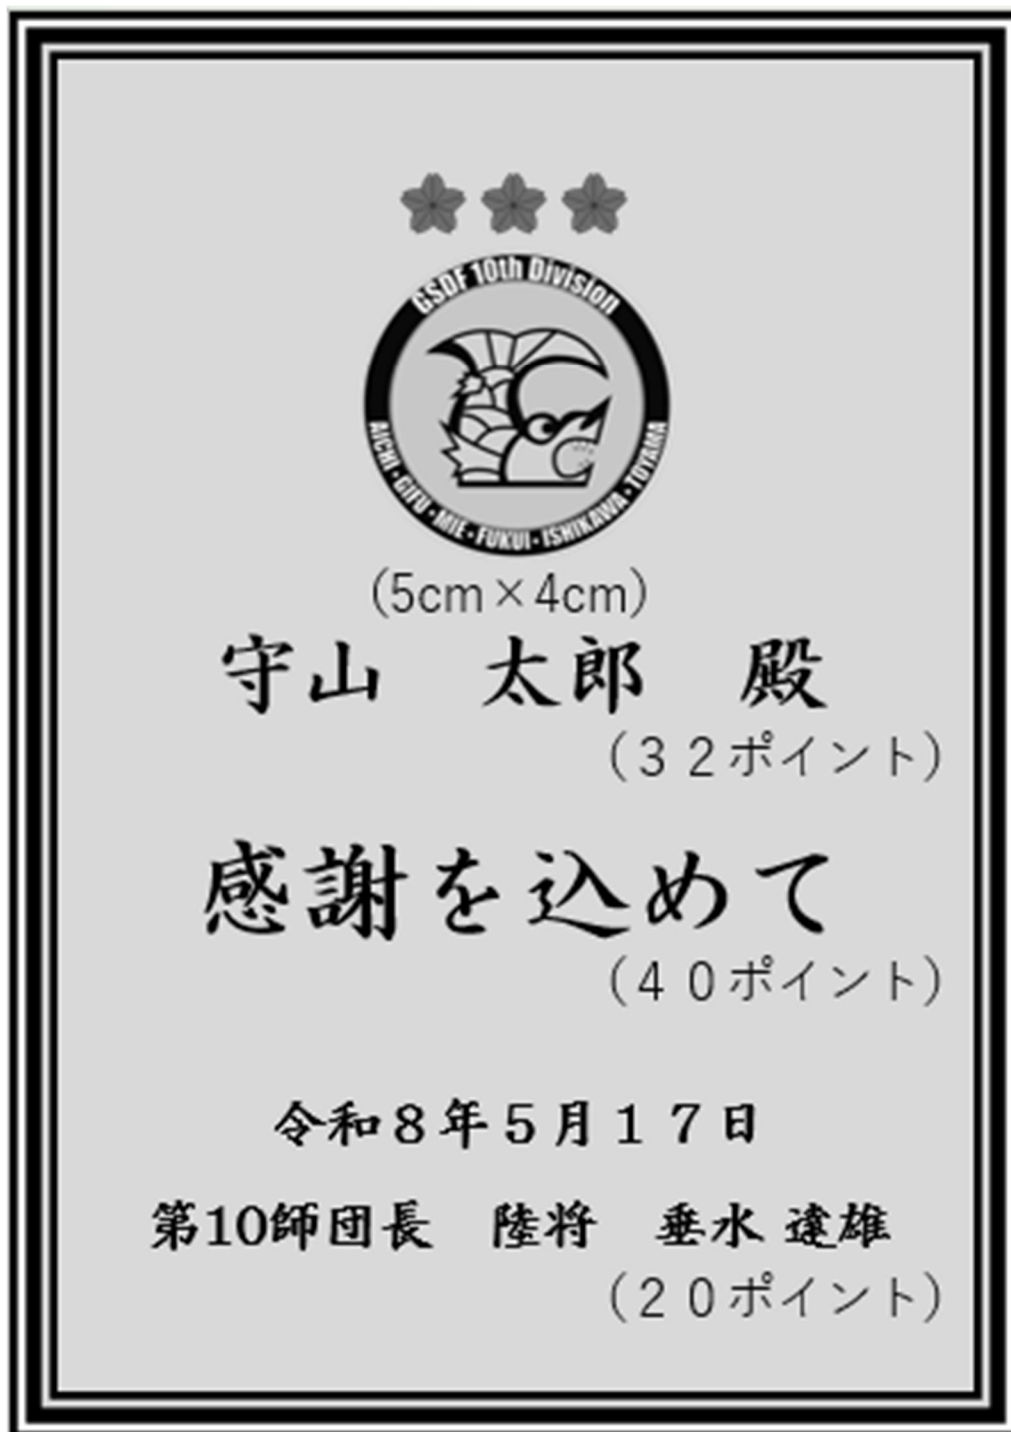 GSDF 10th Division
AICHI・GIFU・MIE・FUKUI・ISHIKAWA・TOYAMA
（5cm×4cm）
守山　太郎　殿
（３２ポイント）
感謝を込めて
（４０ポイント）
令和８年５月１７日
第10師団長　陸将　垂水 達雄
（２０ポイント）